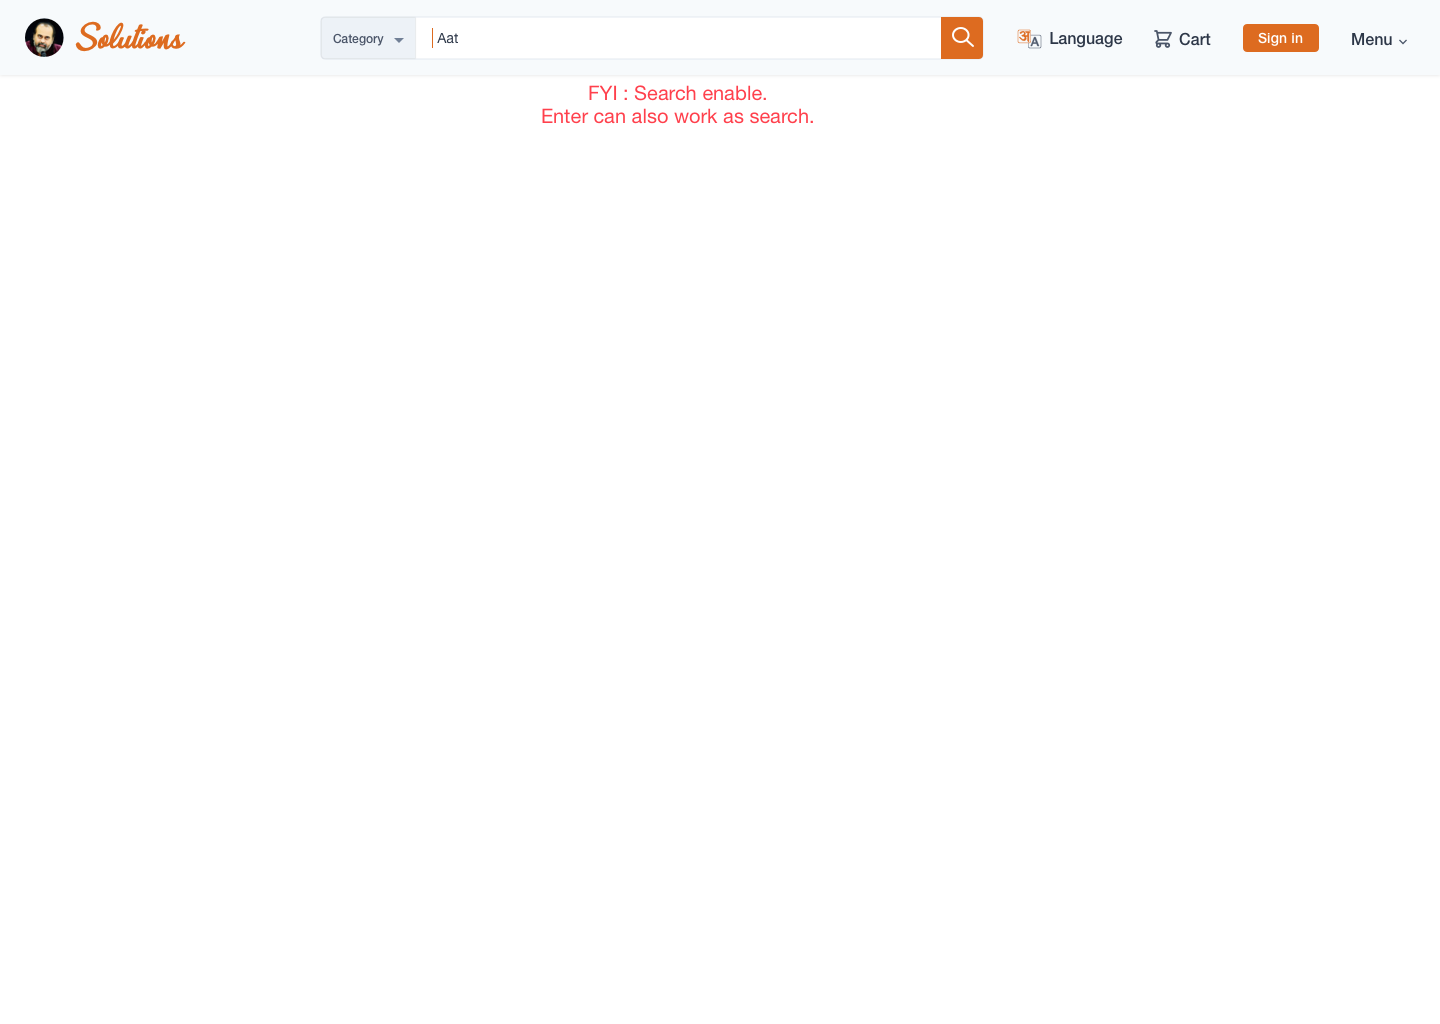 Solutions
Category
Aat
अ A
Language
Cart
Sign in
Menu
FYI : Search enable.
Enter can also work as search.